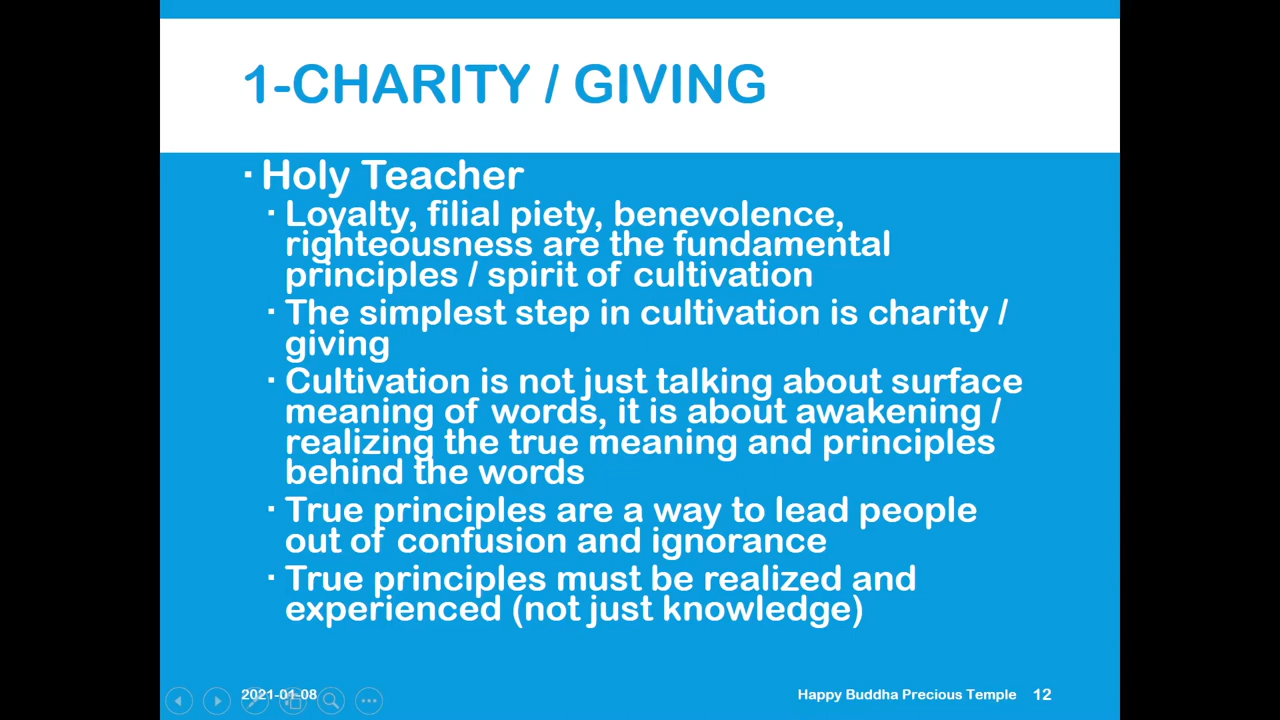 1-CHARITY / GIVING
· Holy Teacher
· Loyalty, filial piety, benevolence,
righteousness are the fundamental
principles / spirit of cultivation
· The simplest step in cultivation is charity /
giving
· Cultivation is not just talking about surface
meaning of words, it is about awakening /
realizing the true meaning and principles
behind the words
· True principles are a way to lead people
out of confusion and ignorance
· True principles must be realized and
experienced (not just knowledge)
2021-01-08
Happy Buddha Precious Temple 12